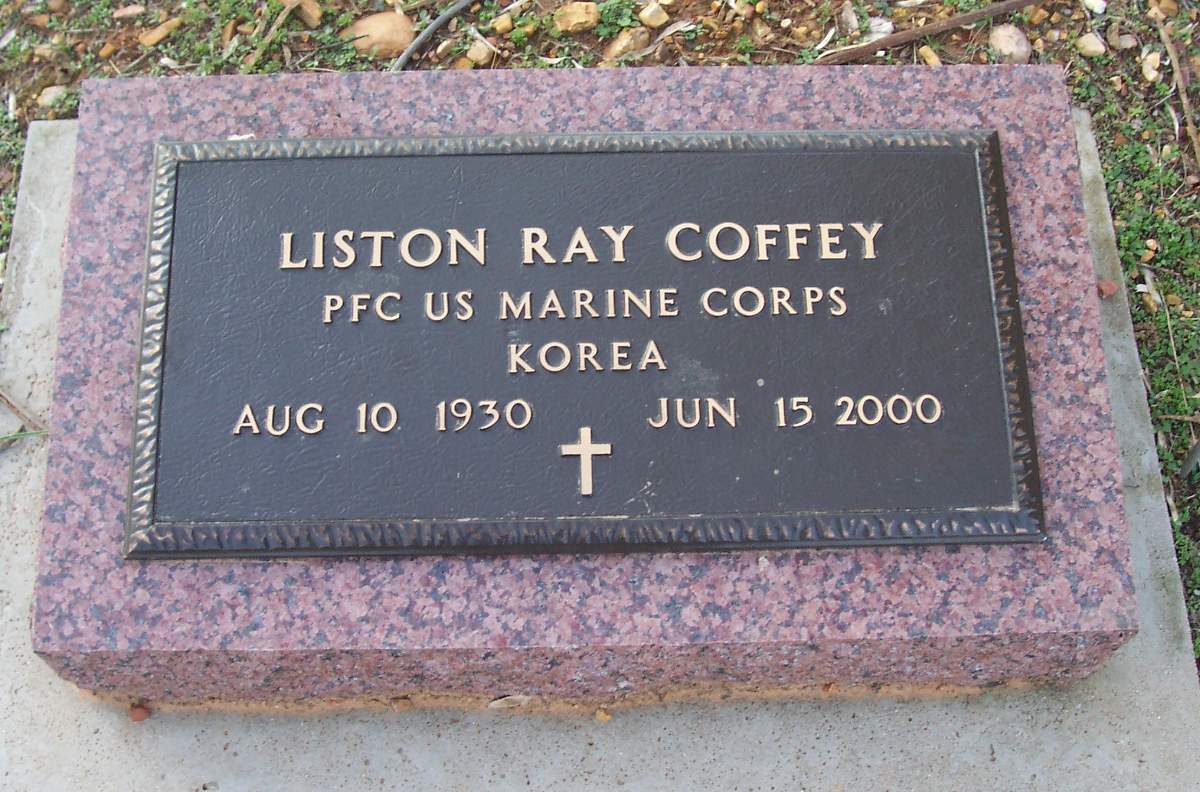 LISTON RAY COFFEY
PFC US MARINE CORPS
KOREA
AUG 10 1930 JUN 15 2000